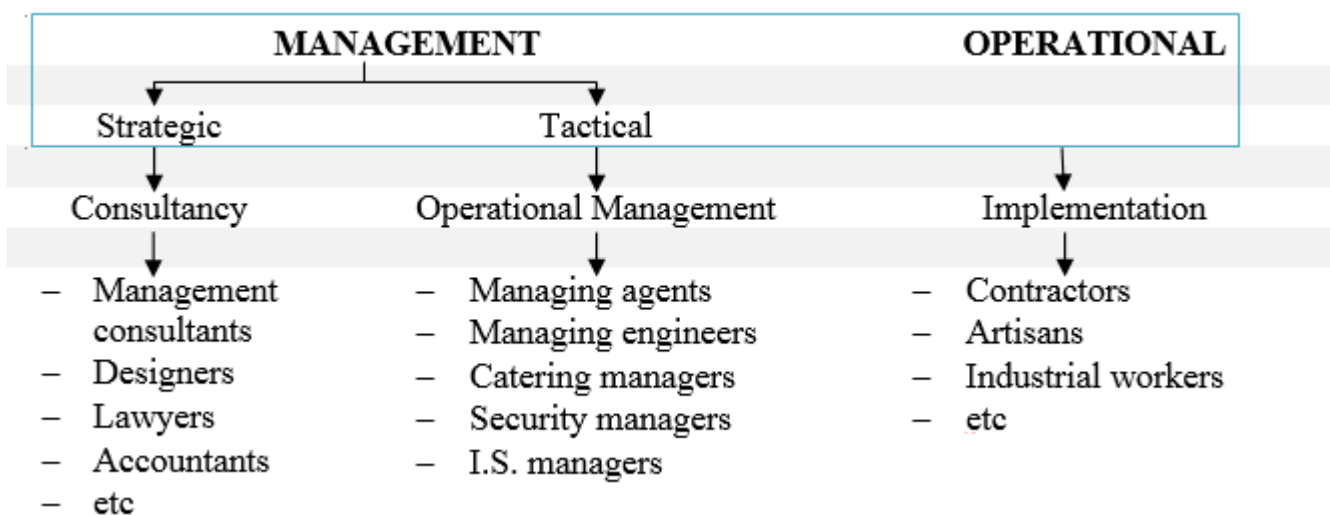 MANAGEMENT OPERATIONAL
Strategic Tactical
Consultancy Operational Management Implementation
– Management consultants
– Designers
– Lawyers
– Accountants
– etc
– Managing agents
– Managing engineers
– Catering managers
– Security managers
– I.S. managers
– Contractors
– Artisans
– Industrial workers
– etc